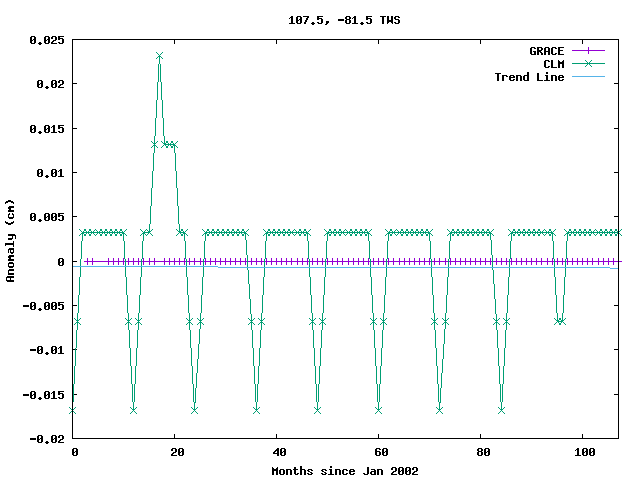 107.5, -81.5 TWS
GRACE
CLM
Trend Line
0.025
0.02
0.015
0.01
0.005
0
-0.005
-0.01
-0.015
-0.02
Anomaly (cm)
0 20 40 60 80 100
Months since Jan 2002